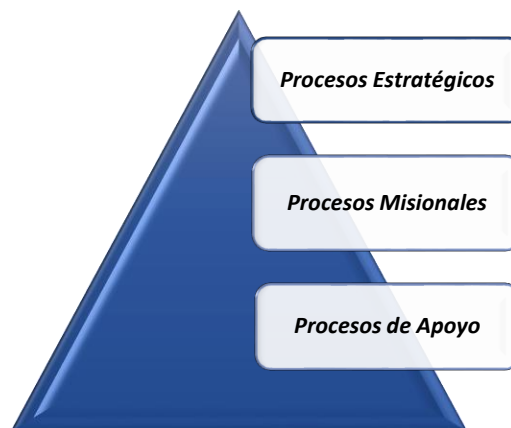 Procesos Estratégicos
Procesos Misionales
Procesos de Apoyo